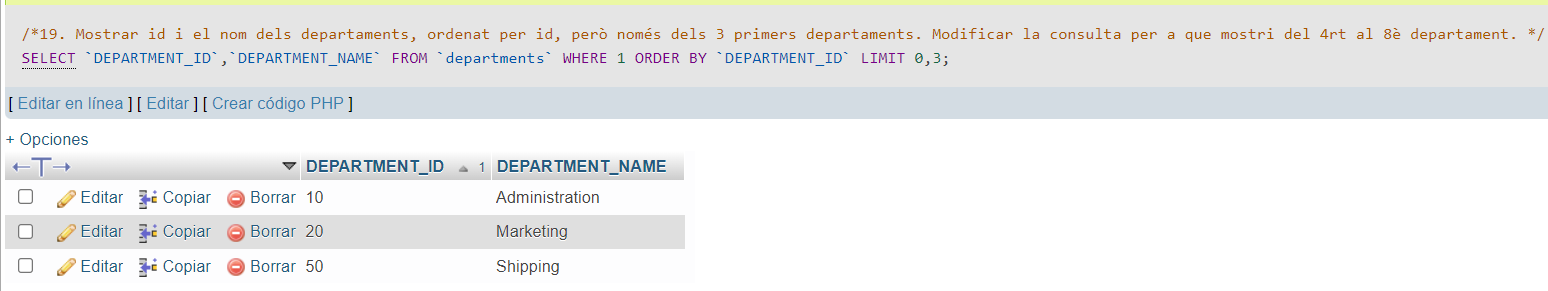 /*19. Mostrar id i el nom dels departaments, ordenat per id, però només dels 3 primers departaments. Modificar la consulta per a que mostri del 4rt al 8è departament. */
SELECT `DEPARTMENT_ID`,`DEPARTMENT_NAME` FROM `departments` WHERE 1 ORDER BY `DEPARTMENT_ID` LIMIT 0,3;
[ Editar en línea ] [ Editar ] [ Crear código PHP ]
+ Opciones
←T→ DEPARTMENT_ID 1 DEPARTMENT_NAME
Editar Copiar Borrar 10 Administration
Editar Copiar Borrar 20 Marketing
Editar Copiar Borrar 50 Shipping